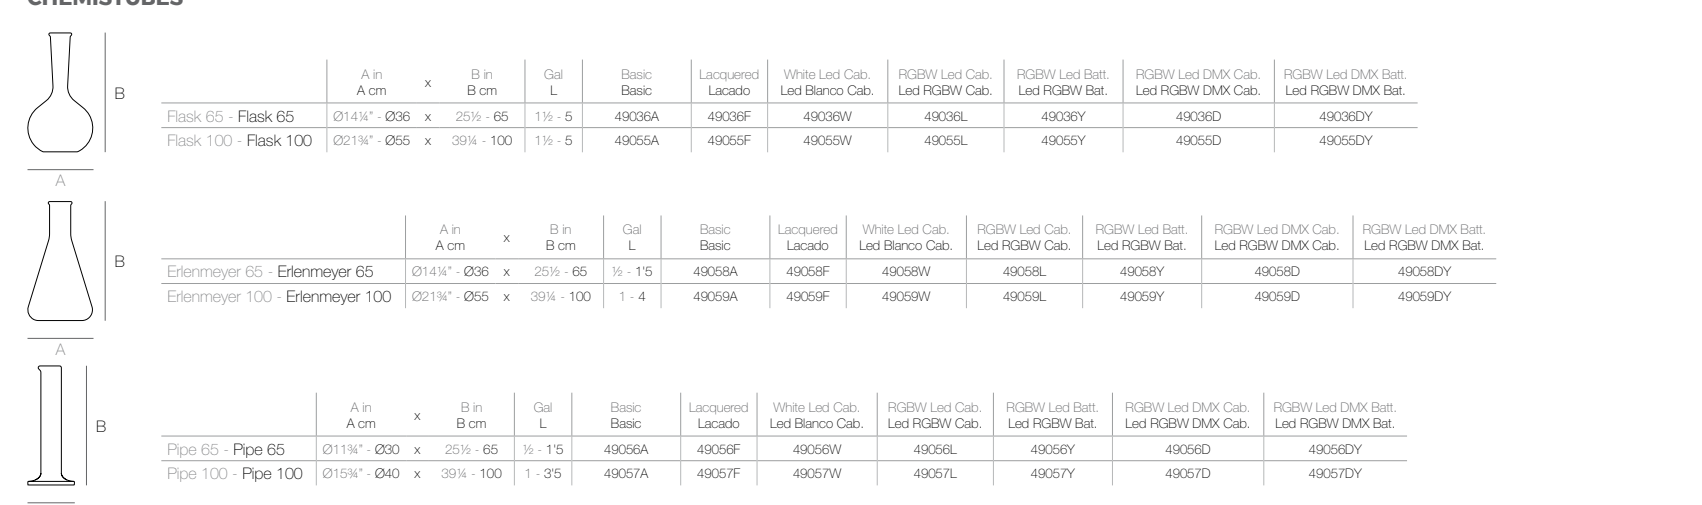 CHEMISTUBES
A in x B in Gal Basic Lacquered White Led Cab. RGBW Led Cab. RGBW Led Batt. RGBW Led DMX Cab. RGBW Led DMX Batt.
A cm B cm L Basic Lacado Led Blanco Cab. Led RGBW Cab. Led RGBW Bat. Led RGBW DMX Cab. Led RGBW DMX Bat.
B
Flask 65 - Flask 65 Ø14¼" - Ø36 x 25½ - 65 1½ - 5 49036A 49036F 49036W 49036L 49036Y 49036D 49036DY
Flask 100 - Flask 100 Ø21¾" - Ø55 x 39¼ - 100 1½ - 5 49055A 49055F 49055W 49055L 49055Y 49055D 49055DY
A
A in x B in Gal Basic Lacquered White Led Cab. RGBW Led Cab. RGBW Led Batt. RGBW Led DMX Cab. RGBW Led DMX Batt.
A cm B cm L Basic Lacado Led Blanco Cab. Led RGBW Cab. Led RGBW Bat. Led RGBW DMX Cab. Led RGBW DMX Bat.
B
Erlenmeyer 65 - Erlenmeyer 65 Ø14¼" - Ø36 x 25½ - 65 ½ - 1'5 49058A 49058F 49058W 49058L 49058Y 49058D 49058DY
Erlenmeyer 100 - Erlenmeyer 100 Ø21¾" - Ø55 x 39¼ - 100 1 - 4 49059A 49059F 49059W 49059L 49059Y 49059D 49059DY
A
A in x B in Gal Basic Lacquered White Led Cab. RGBW Led Cab. RGBW Led Batt. RGBW Led DMX Cab. RGBW Led DMX Batt.
A cm B cm L Basic Lacado Led Blanco Cab. Led RGBW Cab. Led RGBW Bat. Led RGBW DMX Cab. Led RGBW DMX Bat.
B
Pipe 65 - Pipe 65 Ø11¾" - Ø30 x 25½ - 65 ½ - 1'5 49056A 49056F 49056W 49056L 49056Y 49056D 49056DY
Pipe 100 - Pipe 100 Ø15¾" - Ø40 x 39¼ - 100 1 - 3'5 49057A 49057F 49057W 49057L 49057Y 49057D 49057DY